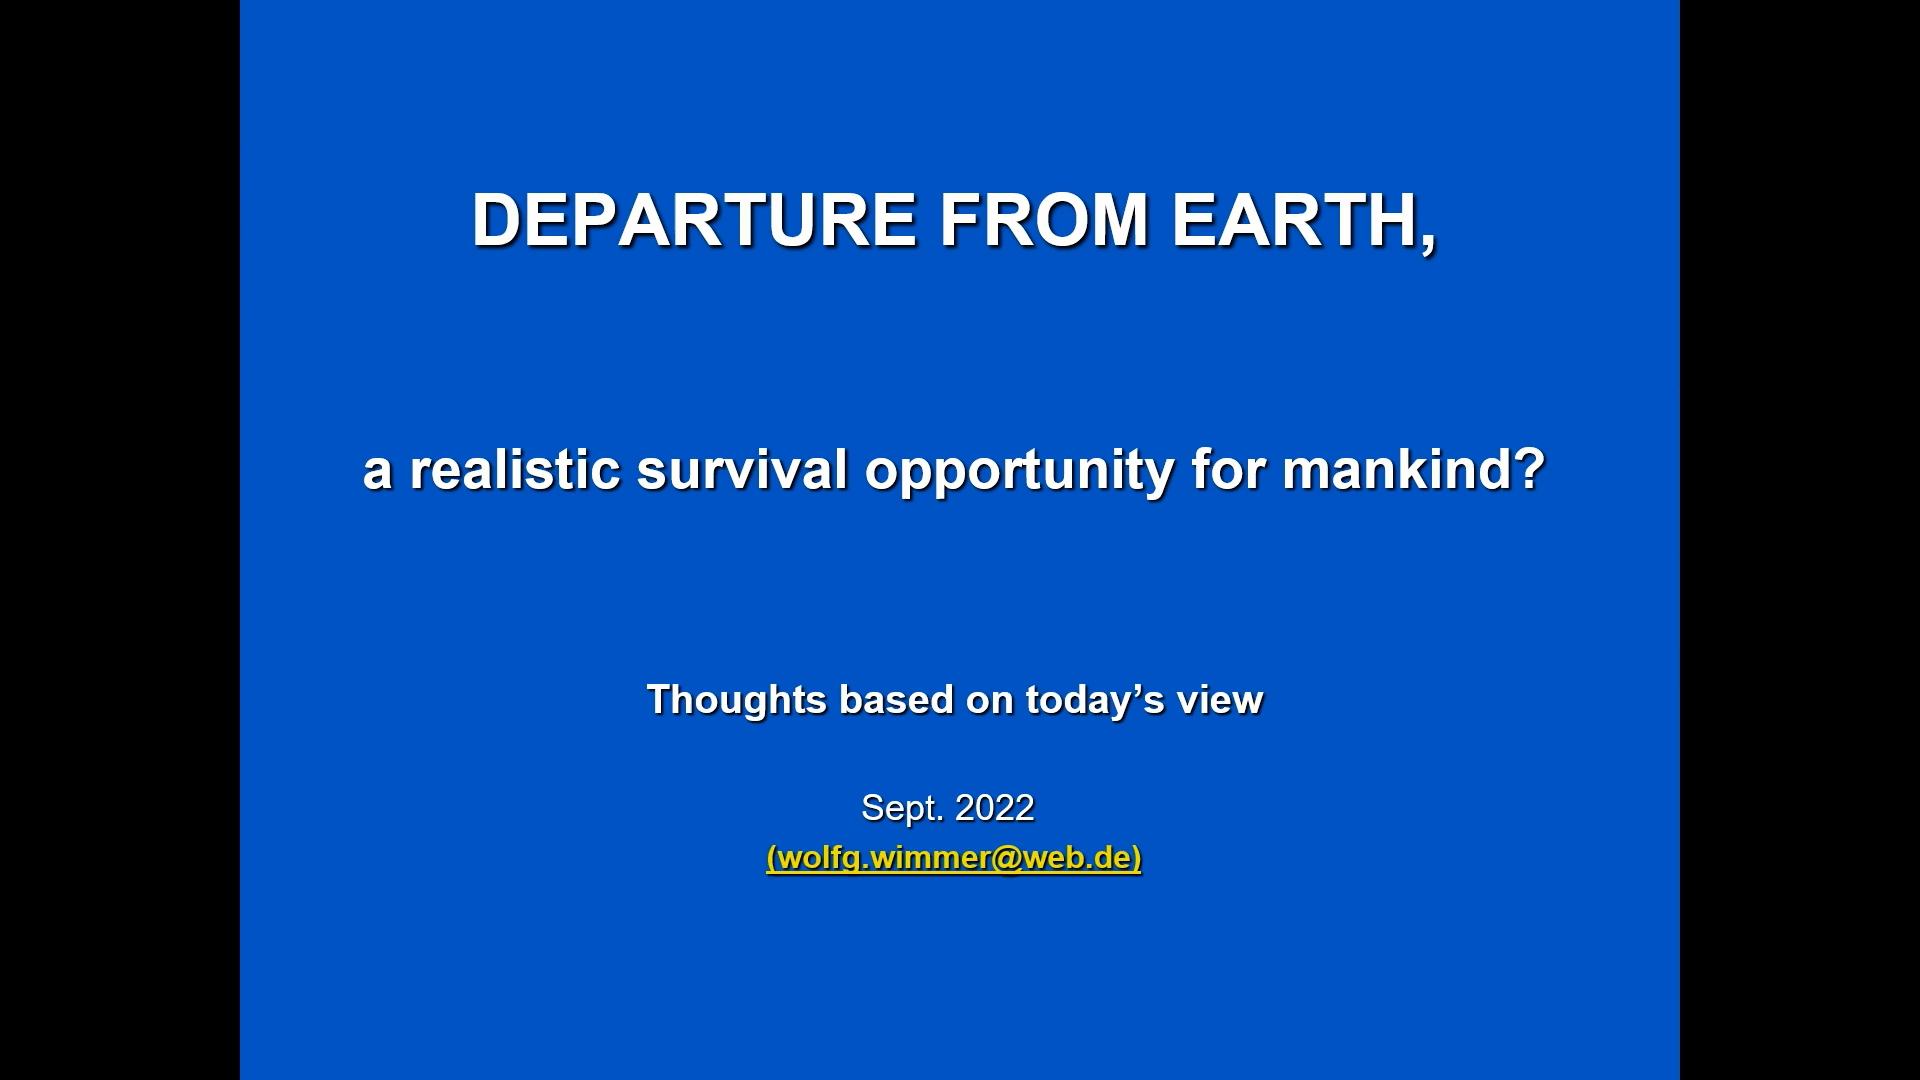 DEPARTURE FROM EARTH,
a realistic survival opportunity for mankind?
Thoughts based on today’s view
Sept. 2022
(wolfg.wimmer@web.de)